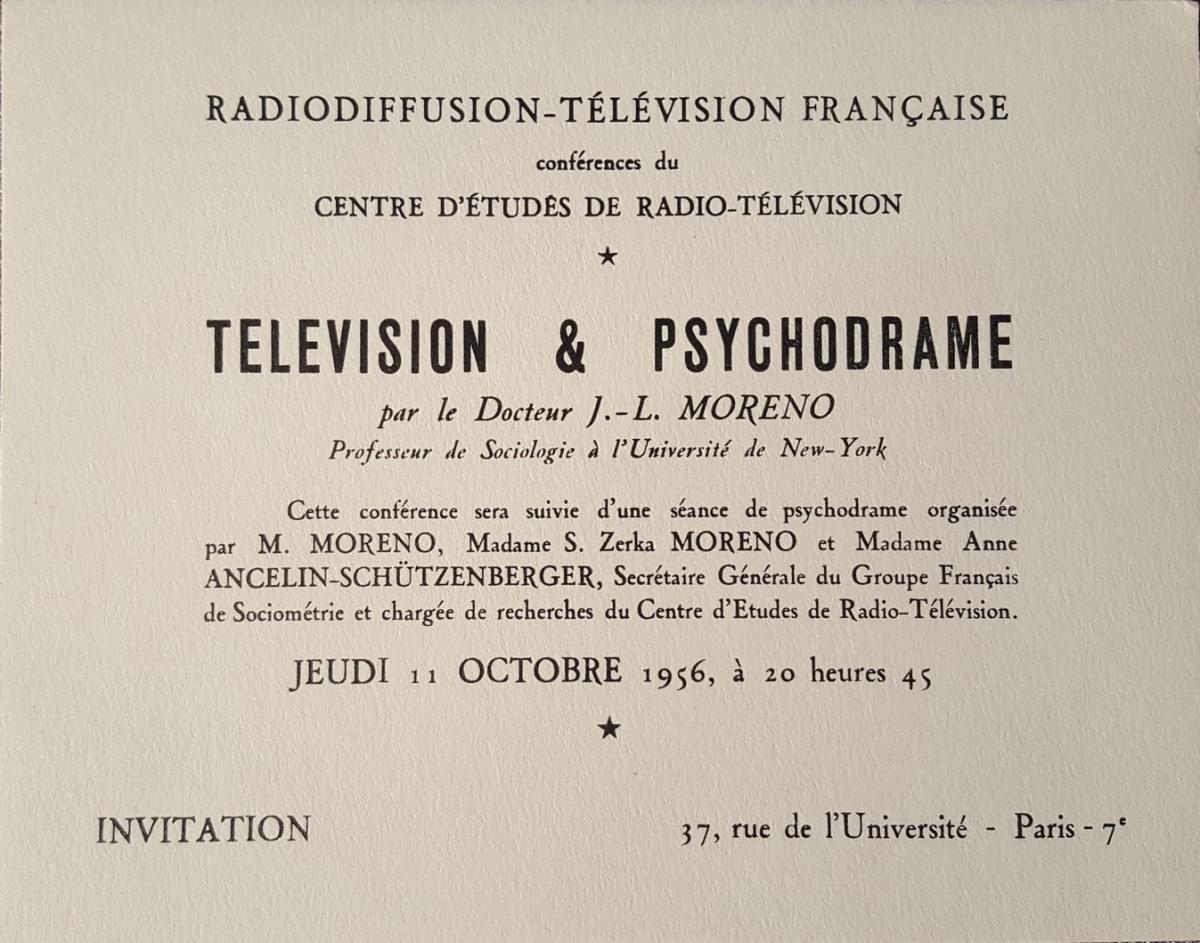 RADIODIFFUSION-TÉLÉVISION FRANÇAISE
conférences du
CENTRE D'ÉTUDES DE RADIO-TÉLÉVISION
★
TELEVISION & PSYCHODRAME
par le Docteur J.-L. MORENO
Professeur de Sociologie à l'Université de New-York
Cette conférence sera suivie d'une séance de psychodrame organisée
par M. MORENO, Madame S. Zerka MORENO et Madame Anne
ANCELIN-SCHÜTZENBERGER, Secrétaire Générale du Groupe Français
de Sociométrie et chargée de recherches du Centre d'Etudes de Radio-Télévision.
JEUDI 11 OCTOBRE 1956, à 20 heures 45
★
INVITATION 37, rue de l'Université - Paris - 7e